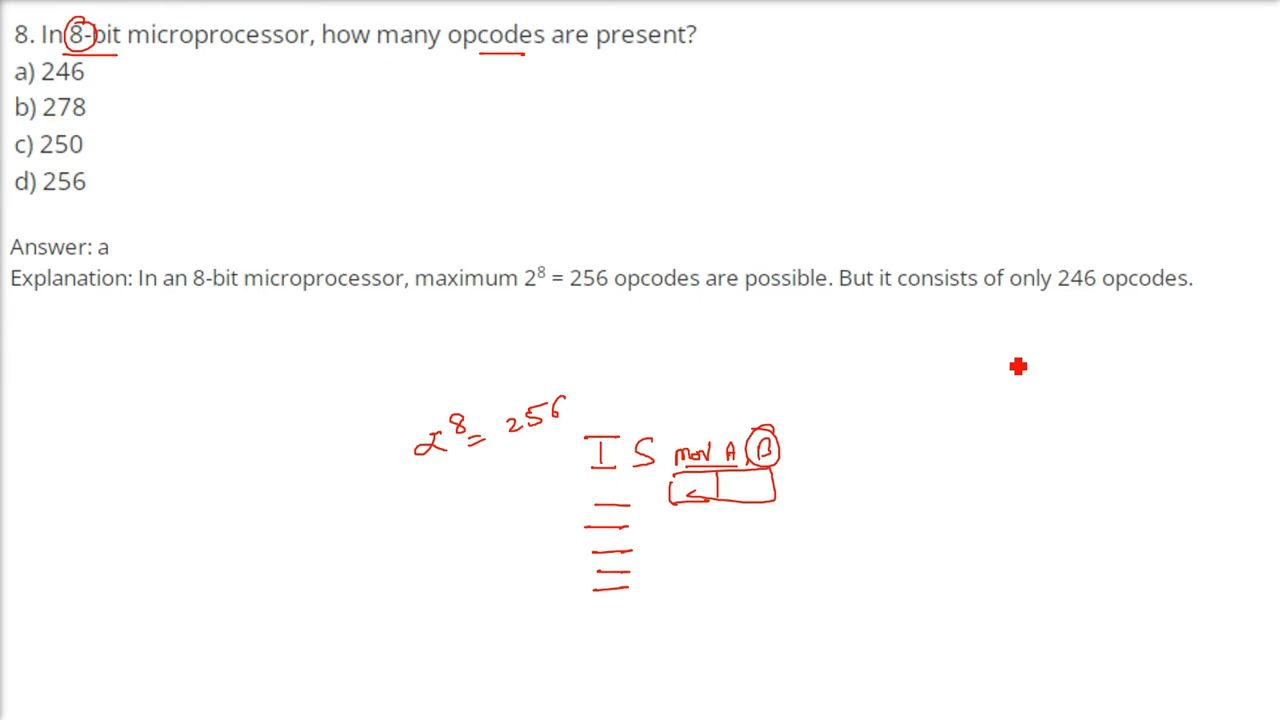 8. In 8-bit microprocessor, how many opcodes are present?
a) 246
b) 278
c) 250
d) 256
Answer: a
Explanation: In an 8-bit microprocessor, maximum 2⁸ = 256 opcodes are possible. But it consists of only 246 opcodes.
2⁸ = 256
I S mov A, B